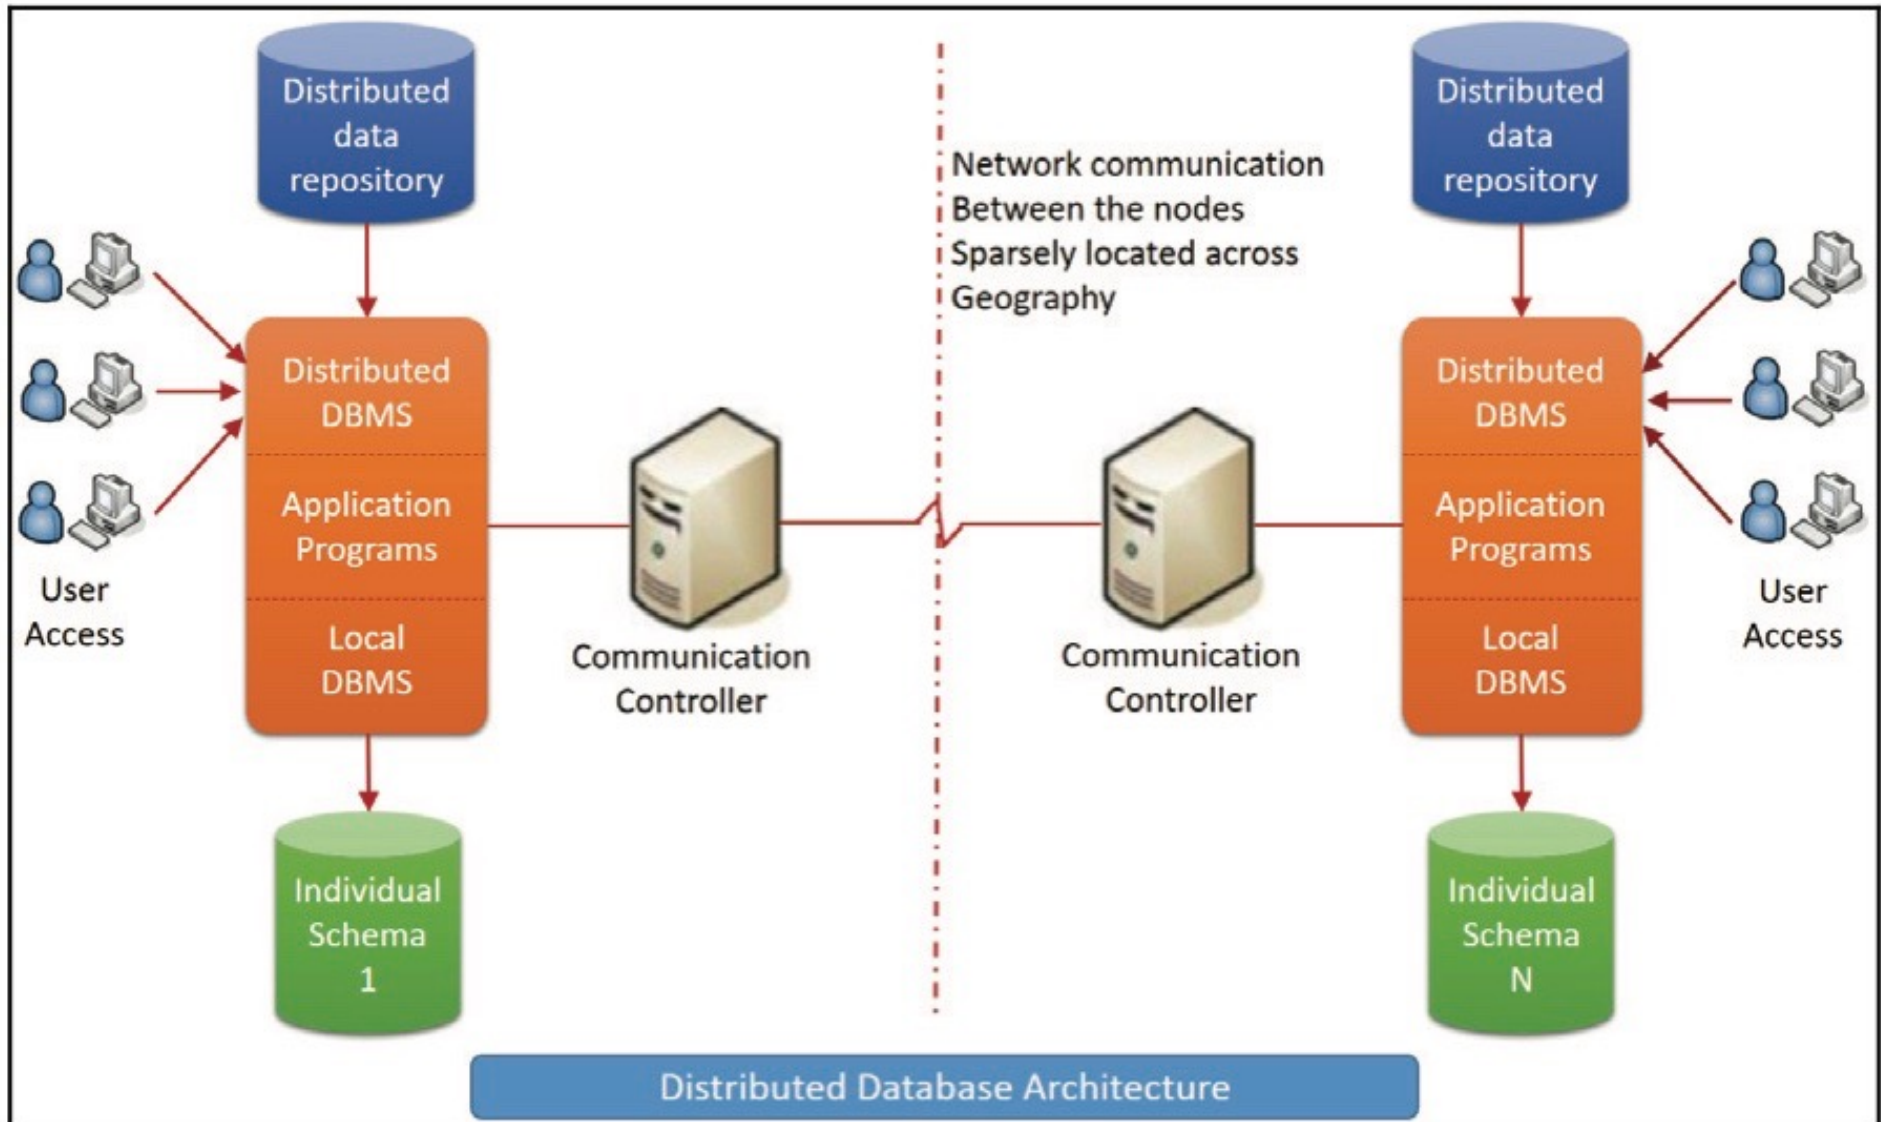 Distributed
data
repository
Distributed
data
repository
Network communication
Between the nodes
Sparsely located across
Geography
Distributed
DBMS
Application
Programs
Local
DBMS
User
Access
Communication
Controller
Communication
Controller
Distributed
DBMS
Application
Programs
Local
DBMS
User
Access
Individual
Schema
1
Individual
Schema
N
Distributed Database Architecture